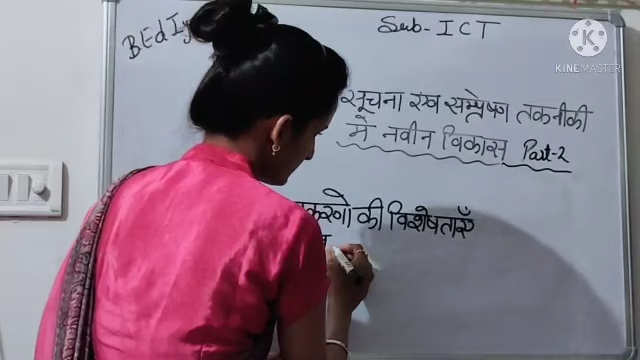 BEd I
Sub- ICT
K
KINEMASTER
सूचना एवं सम्प्रेषण तकनीकी
में नवीन विकास Part-2
की विशेषताएँ